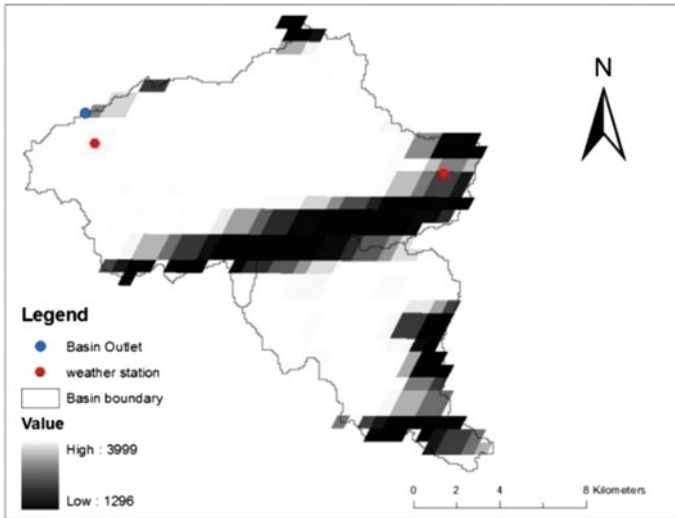 N
Legend
Basin Outlet
weather station
Basin boundary
Value
High : 3999
Low : 1296
0 2 4 8 Kilometers